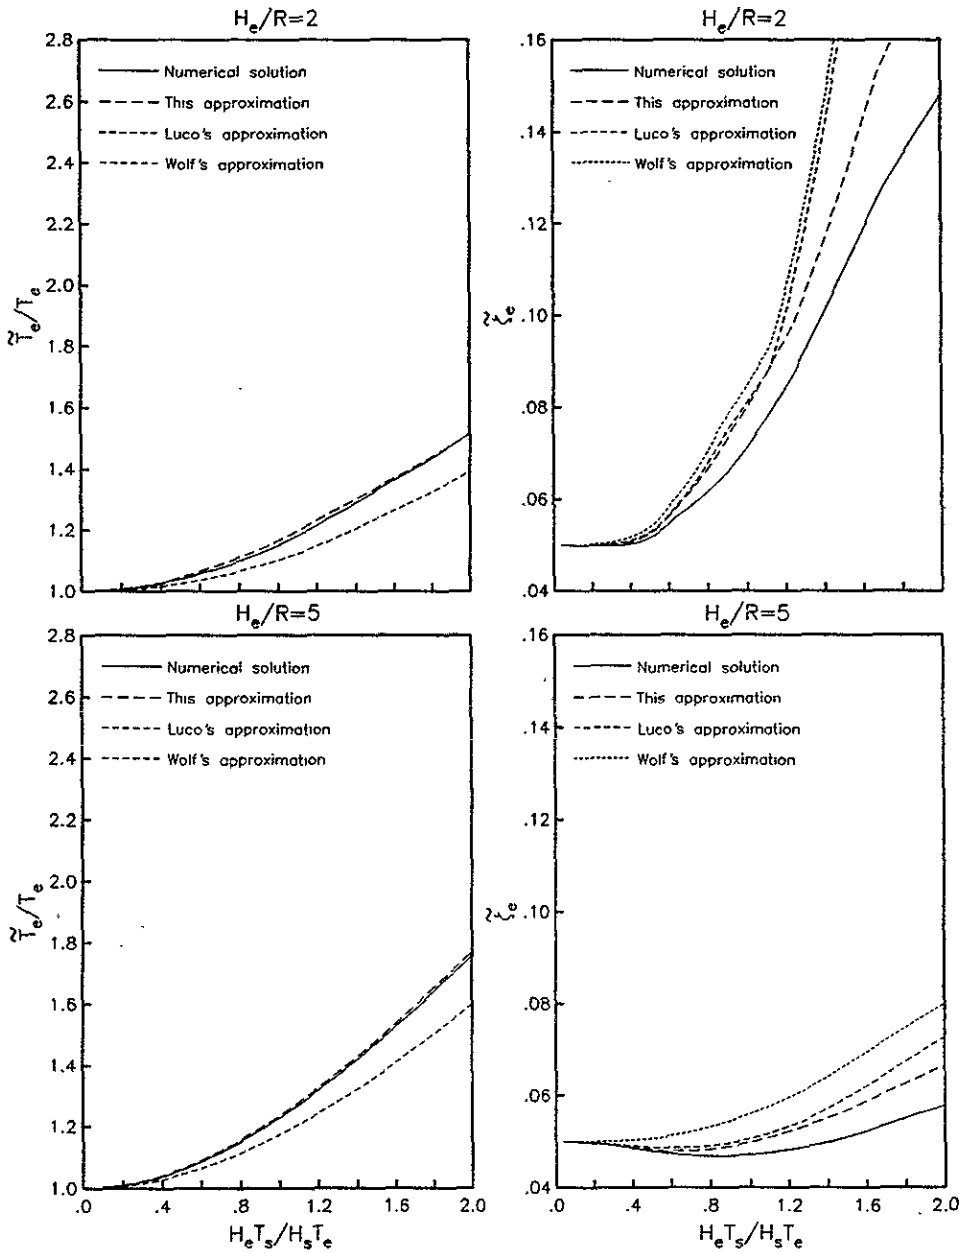 H_e/R=2
2.8
2.6
2.4
2.2
2.0
1.8
1.6
1.4
1.2
1.0
T̃_e/T_e
Numerical solution
This approximation
Luco's approximation
Wolf's approximation
H_e/R=2
.16
.14
.12
.10
.08
.06
.04
ξ̃_e
Numerical solution
This approximation
Luco's approximation
Wolf's approximation
H_e/R=5
2.8
2.6
2.4
2.2
2.0
1.8
1.6
1.4
1.2
1.0
T̃_e/T_e
Numerical solution
This approximation
Luco's approximation
Wolf's approximation
.0 .4 .8 1.2 1.6 2.0
H_eT_s/H_sT_e
H_e/R=5
.16
.14
.12
.10
.08
.06
.04
ξ̃_e
Numerical solution
This approximation
Luco's approximation
Wolf's approximation
.0 .4 .8 1.2 1.6 2.0
H_eT_s/H_sT_e